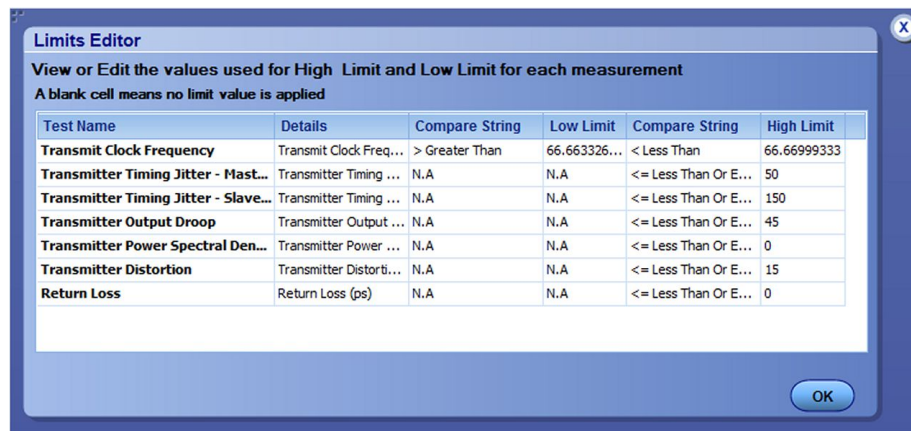 X
Limits Editor
View or Edit the values used for High Limit and Low Limit for each measurement
A blank cell means no limit value is applied
Test Name Details Compare String Low Limit Compare String High Limit
Transmit Clock Frequency Transmit Clock Freq... > Greater Than 66.663326... < Less Than 66.66999333
Transmitter Timing Jitter - Mast... Transmitter Timing ... N.A N.A <= Less Than Or E... 50
Transmitter Timing Jitter - Slave... Transmitter Timing ... N.A N.A <= Less Than Or E... 150
Transmitter Output Droop Transmitter Output ... N.A N.A <= Less Than Or E... 45
Transmitter Power Spectral Den... Transmitter Power ... N.A N.A <= Less Than Or E... 0
Transmitter Distortion Transmitter Distorti... N.A N.A <= Less Than Or E... 15
Return Loss Return Loss (ps) N.A N.A <= Less Than Or E... 0
OK